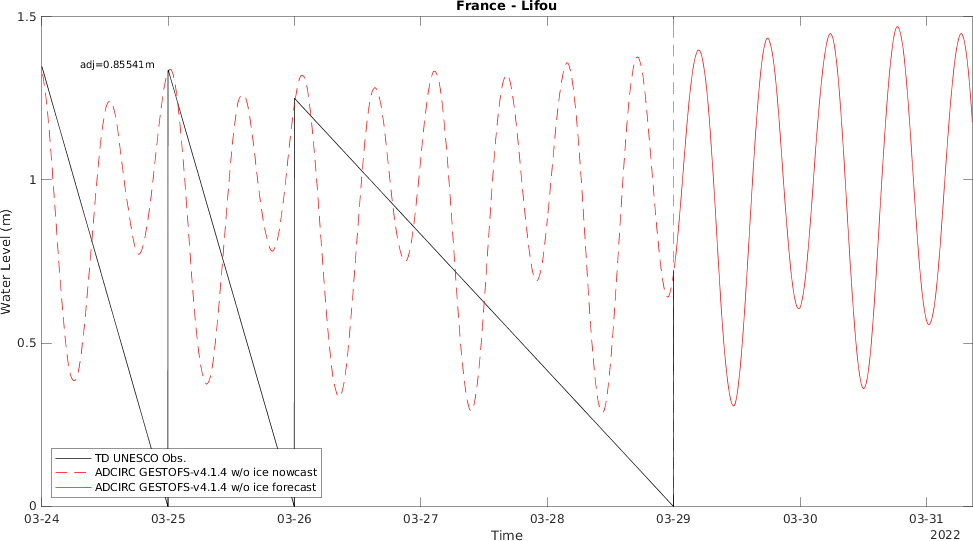 France - Lifou
adj=0.85541m
1.5
1
0.5
0
Water Level (m)
TD UNESCO Obs.
ADCIRC GESTOFS-v4.1.4 w/o ice nowcast
ADCIRC GESTOFS-v4.1.4 w/o ice forecast
03-24 03-25 03-26 03-27 03-28 03-29 03-30 03-31
Time
2022